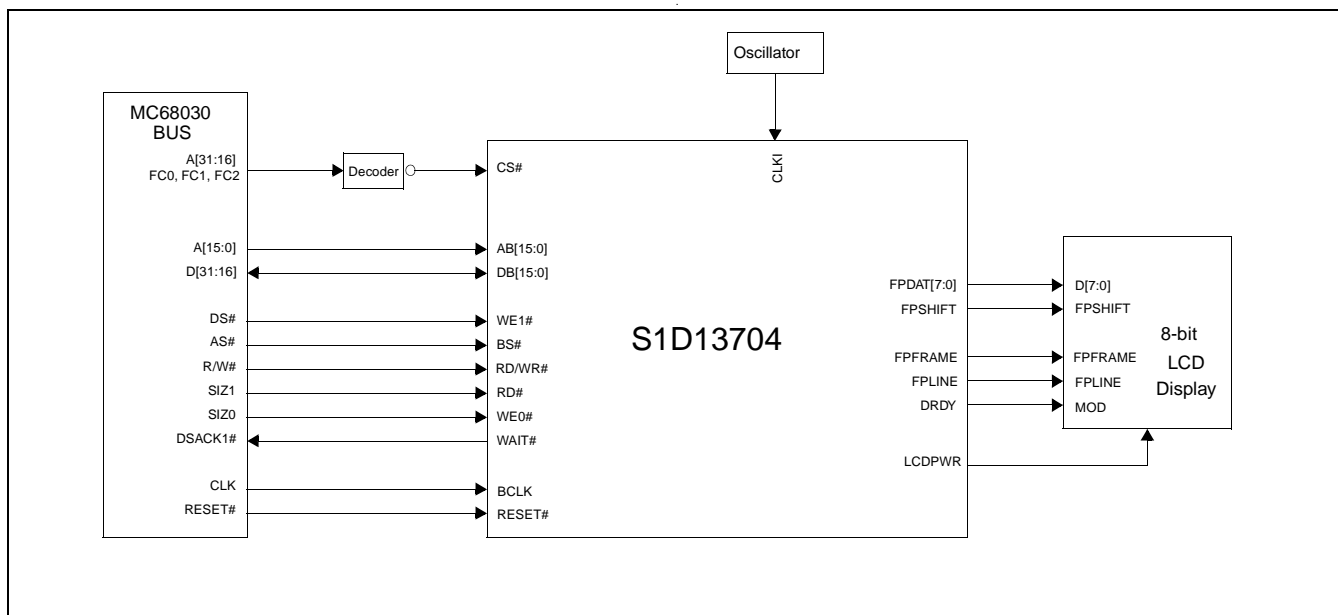 Oscillator
MC68030
BUS
A[31:16]
FC0, FC1, FC2
Decoder
CS#
CLKI
A[15:0]
AB[15:0]
D[31:16]
DB[15:0]
DS#
WE1#
AS#
BS#
R/W#
RD/WR#
SIZ1
RD#
SIZ0
WE0#
DSACK1#
WAIT#
CLK
BCLK
RESET#
RESET#
S1D13704
FPDAT[7:0]
D[7:0]
FPSHIFT
FPSHIFT
FPFRAME
FPFRAME
FPLINE
FPLINE
DRDY
MOD
LCDPWR
8-bit
LCD
Display